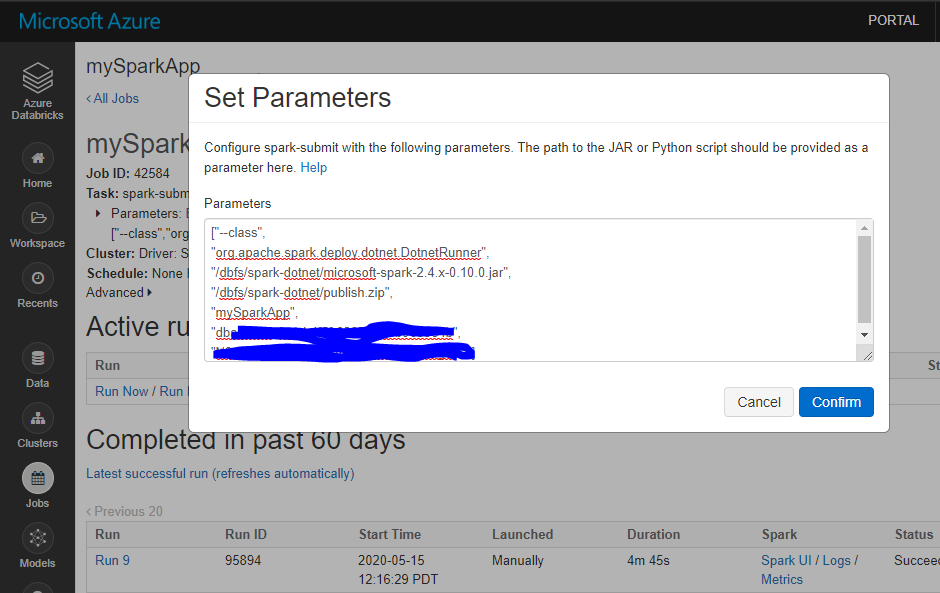 Microsoft Azure
PORTAL
Azure
Databricks
Home
Workspace
Recents
Data
Clusters
Jobs
Models
mySparkApp
‹ All Jobs
mySpark
Job ID: 42584
Task: spark-subm
Parameters:
["--class","org
Cluster: Driver: S
Schedule: None
Advanced
Active ru
Run
St
Run Now / Run
Set Parameters
Configure spark-submit with the following parameters. The path to the JAR or Python script should be provided as a
parameter here. Help
Parameters
["--class",
"org.apache.spark.deploy.dotnet.DotnetRunner",
"/dbfs/spark-dotnet/microsoft-spark-2.4.x-0.10.0.jar",
"/dbfs/spark-dotnet/publish.zip",
"mySparkApp",
Cancel
Confirm
Completed in past 60 days
Latest successful run (refreshes automatically)
‹ Previous 20
Run Run ID Start Time Launched Duration Spark Status
Run 9 95894 2020-05-15 Manually 4m 45s Spark UI / Logs / Succee
12:16:29 PDT Metrics